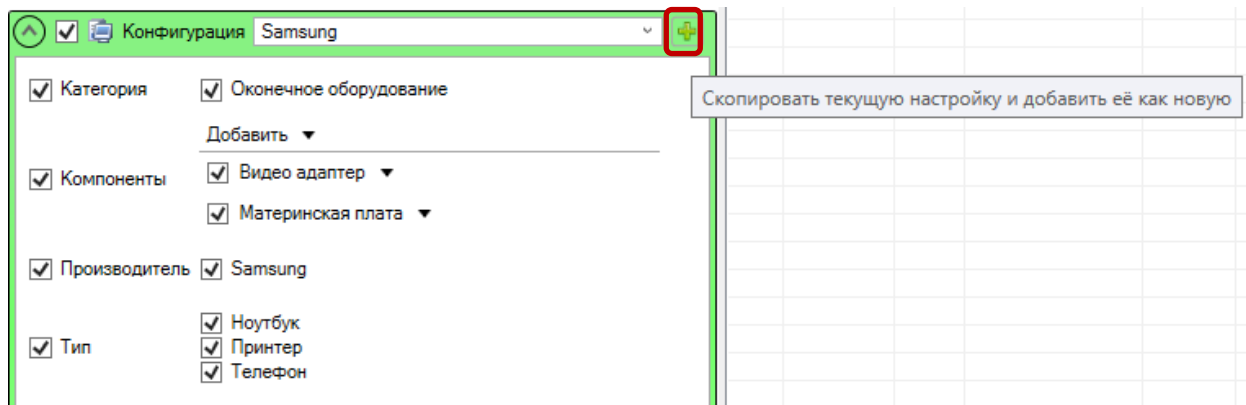 Конфигурация Samsung
Категория Оконечное оборудование
Скопировать текущую настройку и добавить её как новую
Добавить
Компоненты Видео адаптер
Материнская плата
Производитель Samsung
Ноутбук
Тип Принтер
Телефон